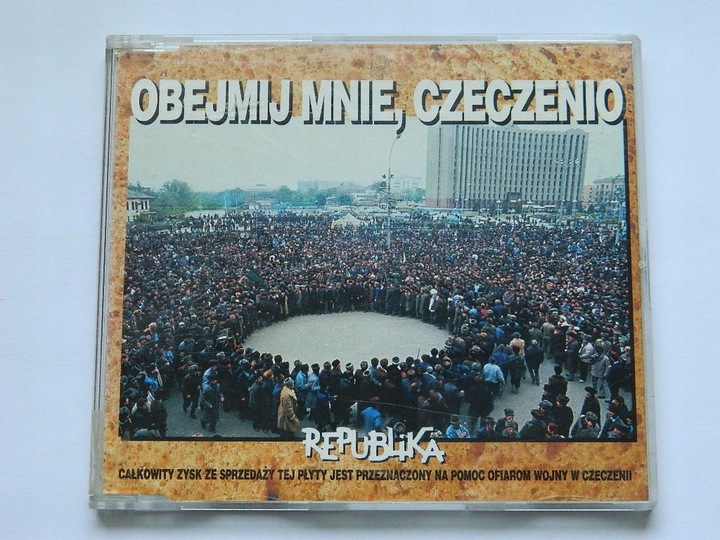 OBEJMIJ MNIE, CZECZENIO
REPUBLIKA
CAŁKOWITY ZYSK ZE SPRZEDAŻY TEJ PŁYTY JEST PRZEZNACZONY NA POMOC OFIAROM WOJNY W CZECZENII